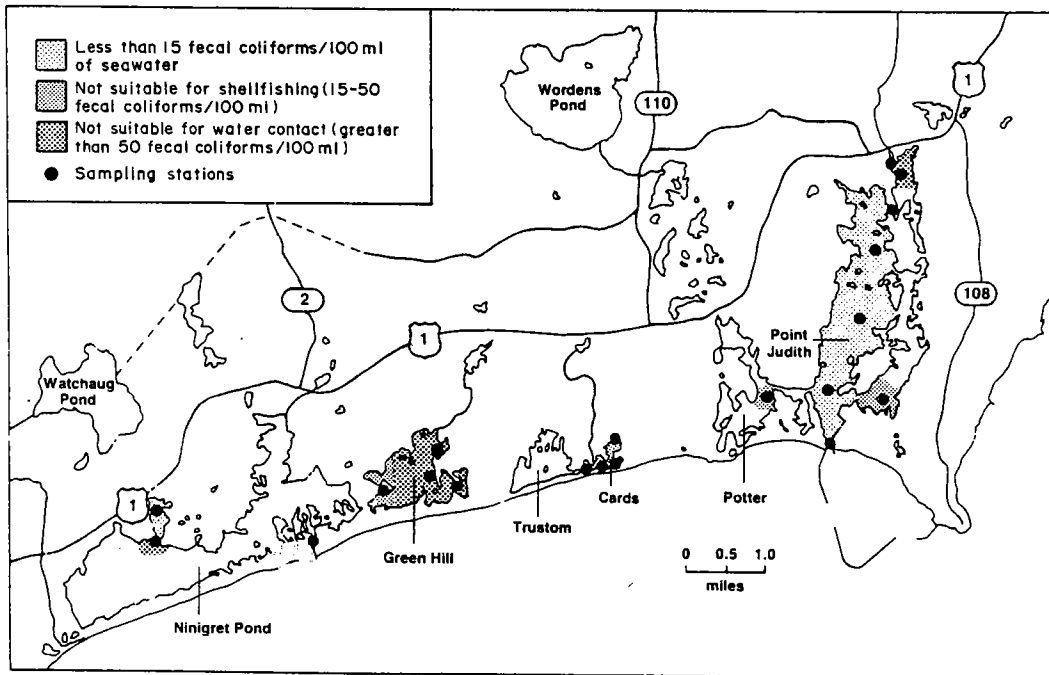 Less than 15 fecal coliforms/100 ml
of seawater
Not suitable for shellfishing (15-50
fecal coliforms/100 ml)
Not suitable for water contact (greater
than 50 fecal coliforms/100 ml)
Sampling stations
Wordens
Pond
110
1
2
1
108
Point
Judith
Watchaug
Pond
1
Cards
Potter
Trustom
Green Hill
Ninigret Pond
0 0.5 1.0
miles